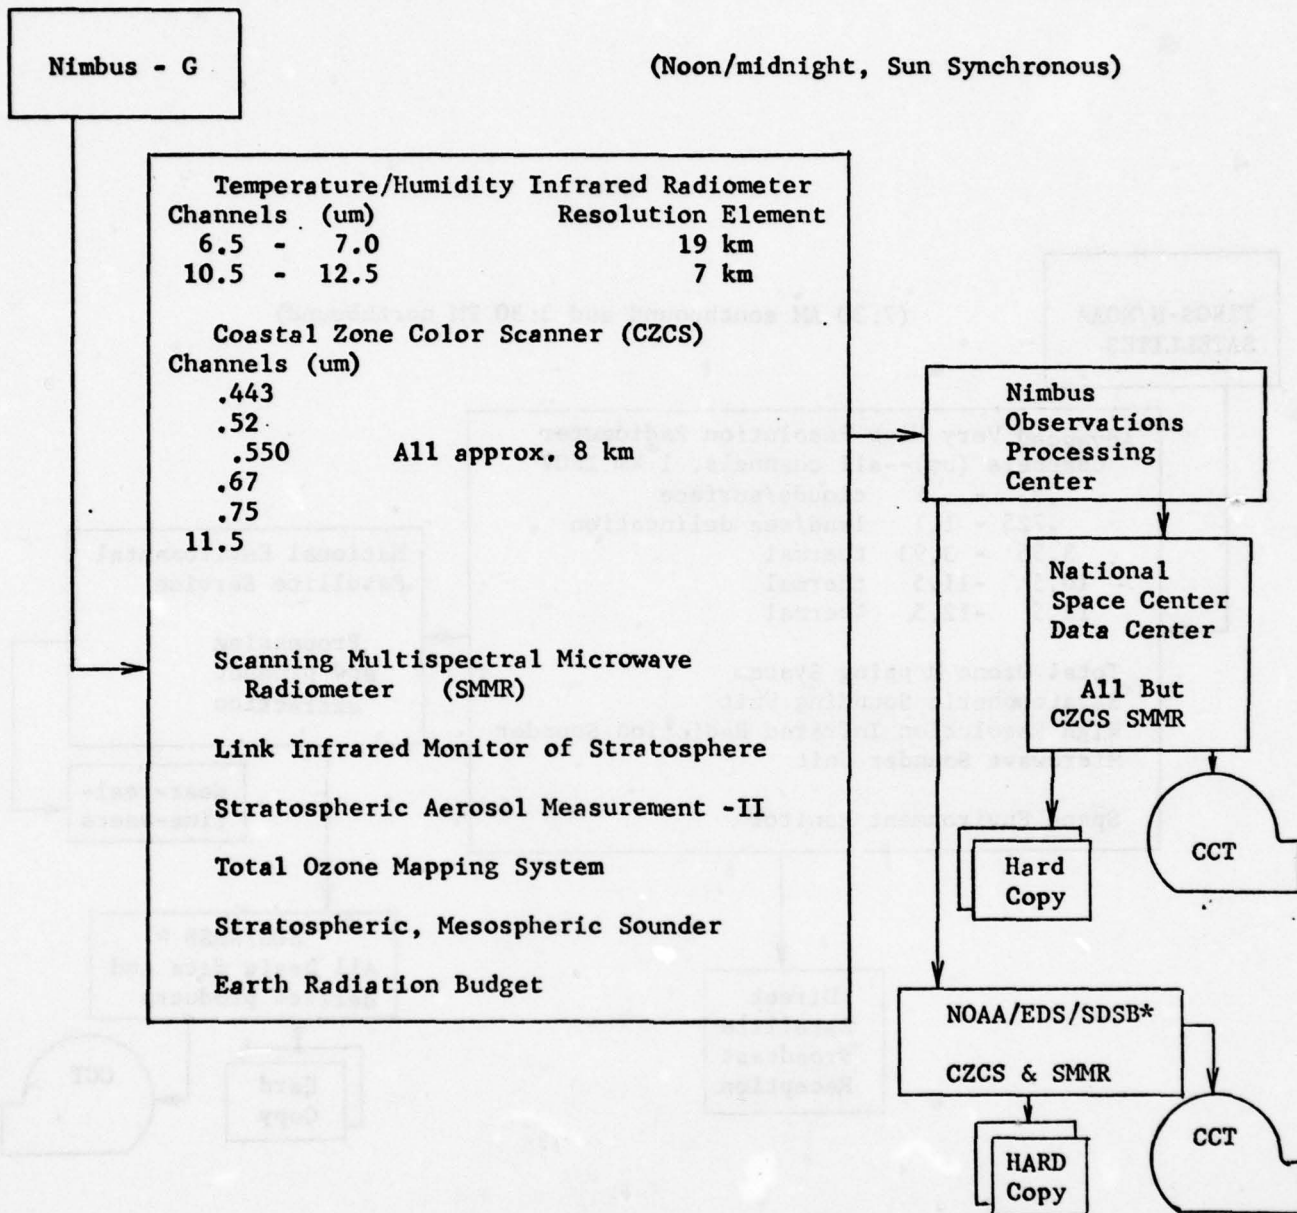 Nimbus - G
(Noon/midnight, Sun Synchronous)
Temperature/Humidity Infrared Radiometer
Channels (um) Resolution Element
6.5 - 7.0 19 km
10.5 - 12.5 7 km
Coastal Zone Color Scanner (CZCS)
Channels (um)
.443
.52
.550 All approx. 8 km
.67
.75
11.5
Scanning Multispectral Microwave
Radiometer (SMMR)
Link Infrared Monitor of Stratosphere
Stratospheric Aerosol Measurement -II
Total Ozone Mapping System
Stratospheric, Mesospheric Sounder
Earth Radiation Budget
Nimbus
Observations
Processing
Center
National
Space Center
Data Center
All But
CZCS SMMR
Hard
Copy
CCT
NOAA/EDS/SDSB*
CZCS & SMMR
HARD
Copy
CCT